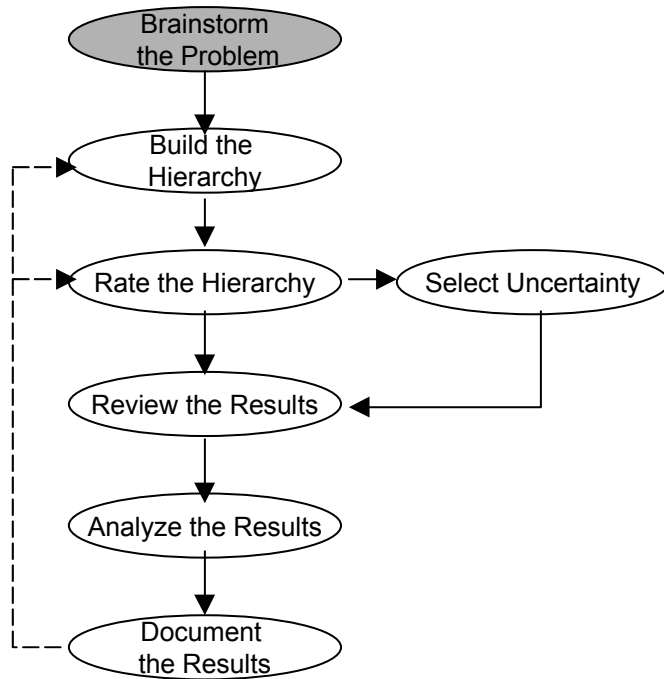 Brainstorm
the Problem
Build the
Hierarchy
Rate the Hierarchy
Select Uncertainty
Review the Results
Analyze the Results
Document
the Results